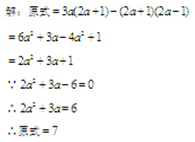 解：原式=3a(2a+1)-(2a+1)(2a-1)
=6a²+3a-4a²+1
=2a²+3a+1
∵ 2a²+3a-6=0
∴ 2a²+3a=6
∴原式=7